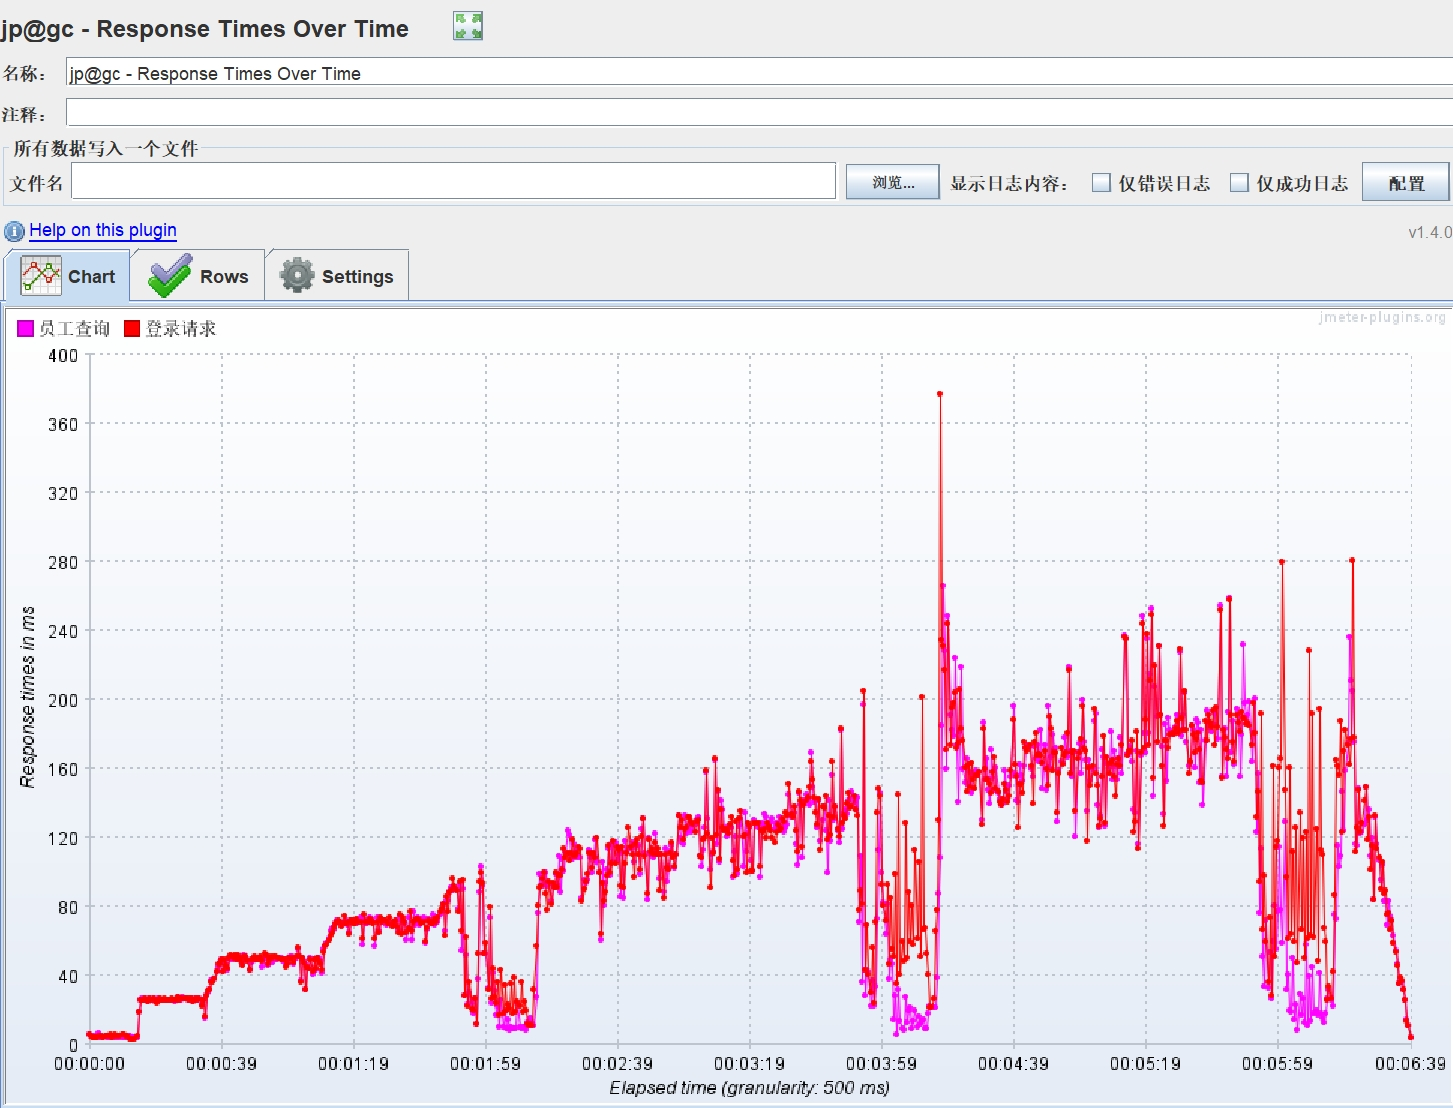 jp@gc - Response Times Over Time
名称： jp@gc - Response Times Over Time
注释：
所有数据写入一个文件
文件名 浏览... 显示日志内容： 仅错误日志 仅成功日志 配置
Help on this plugin v1.4.0
Chart Rows Settings
jmeter-plugins.org
员工查询 登录请求
400
360
320
280
240
200
160
120
80
40
0
Response times in ms
00:00:00 00:00:39 00:01:19 00:01:59 00:02:39 00:03:19 00:03:59 00:04:39 00:05:19 00:05:59 00:06:39
Elapsed time (granularity: 500 ms)